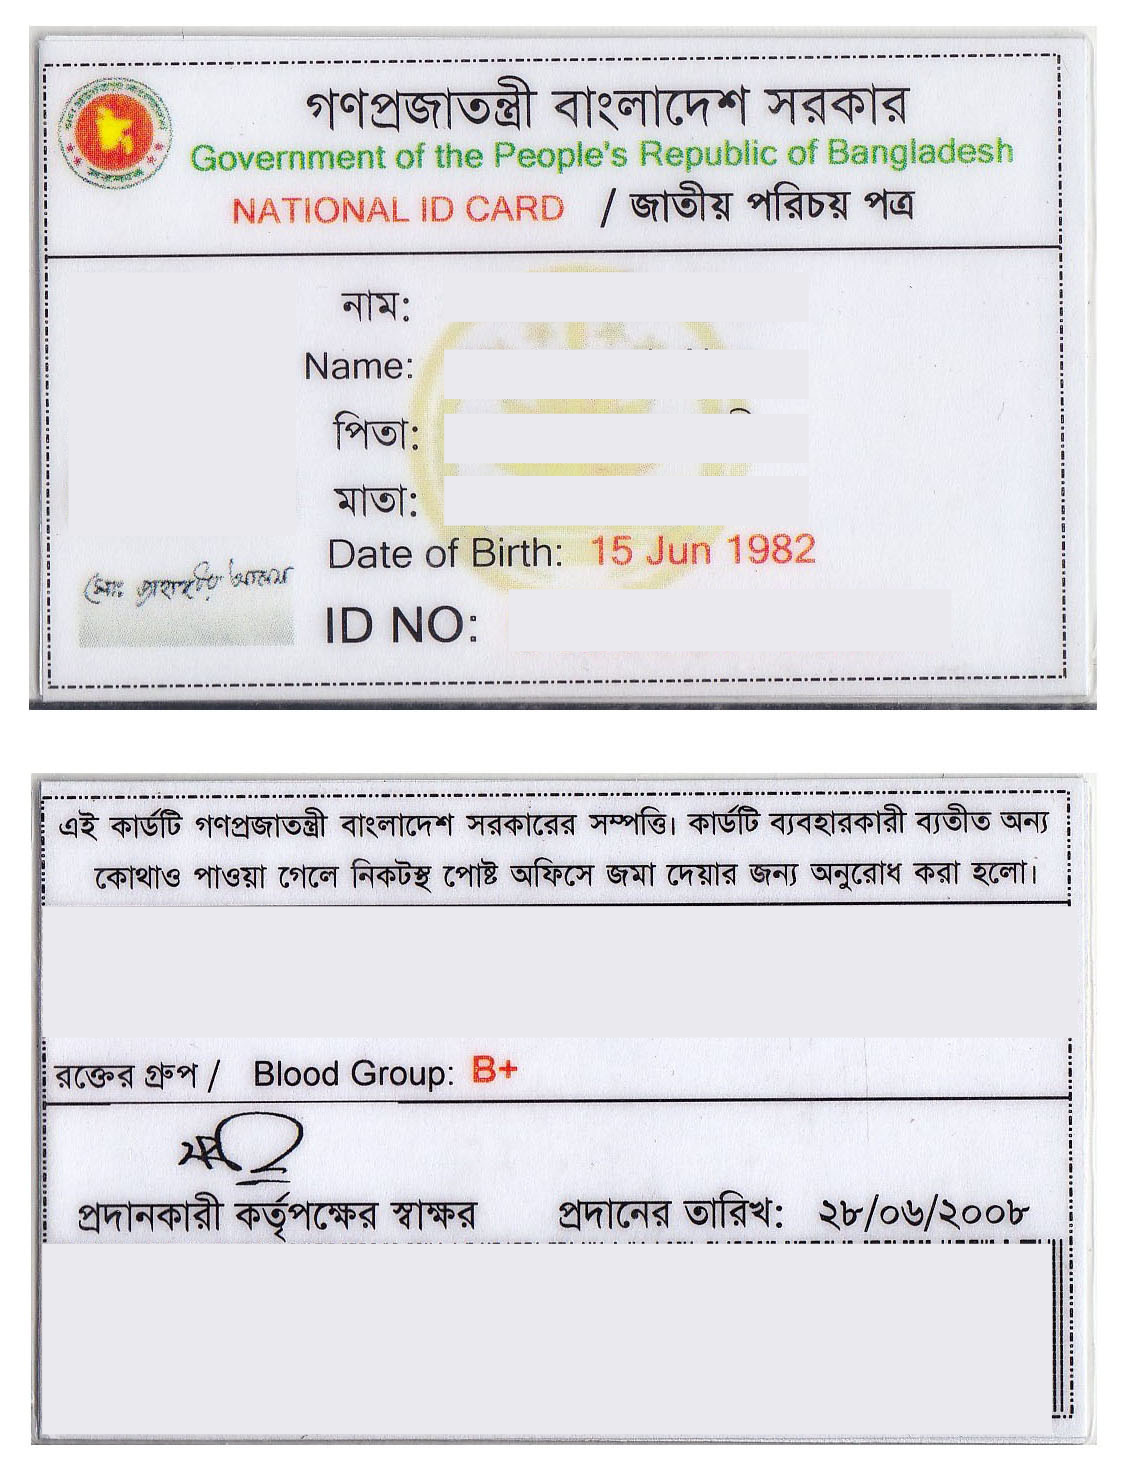 গণপ্রজাতন্ত্রী বাংলাদেশ সরকার
Government of the People's Republic of Bangladesh
NATIONAL ID CARD / জাতীয় পরিচয় পত্র
নাম:
Name:
পিতা:
মাতা:
Date of Birth: 15 Jun 1982
ID NO:
এই কার্ডটি গণপ্রজাতন্ত্রী বাংলাদেশ সরকারের সম্পত্তি। কার্ডটি ব্যবহারকারী ব্যতীত অন্য
কোথাও পাওয়া গেলে নিকটস্থ পোষ্ট অফিসে জমা দেয়ার জন্য অনুরোধ করা হলো।
রক্তের গ্রুপ / Blood Group: B+
প্রদানকারী কর্তৃপক্ষের স্বাক্ষর প্রদানের তারিখ: ২৮/০৬/২০০৮